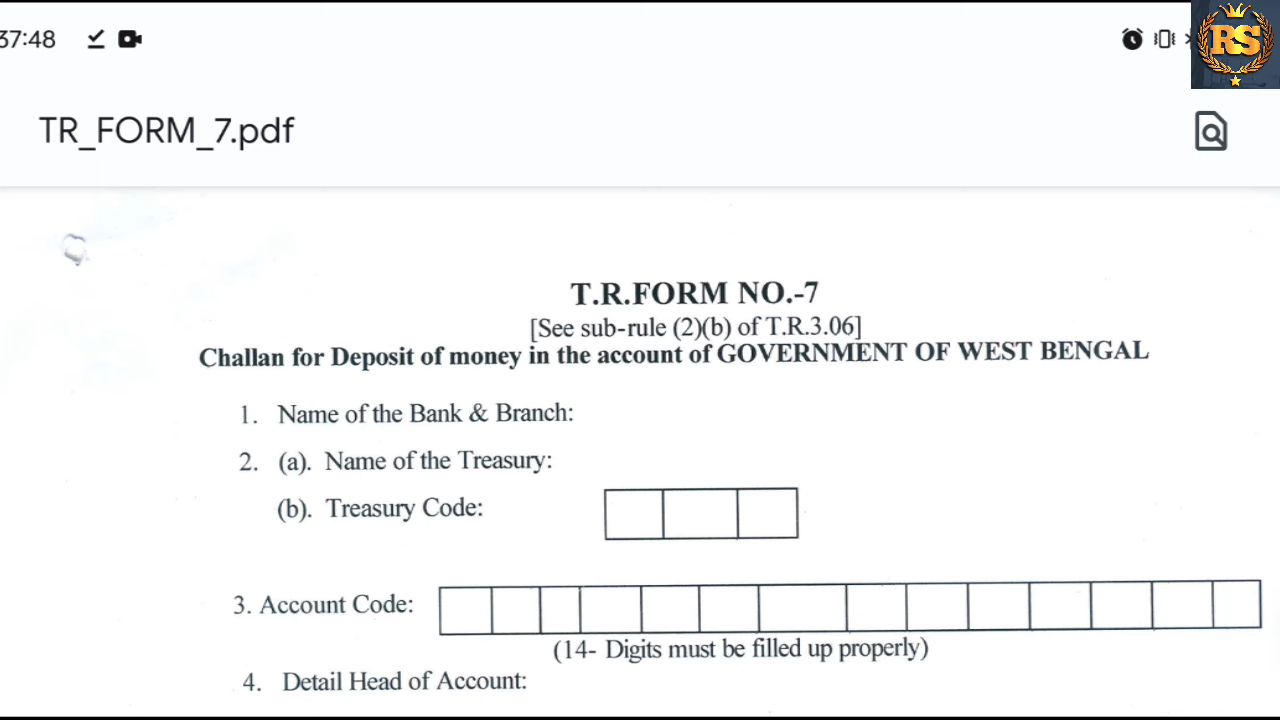 37:48
RS
TR_FORM_7.pdf
T.R.FORM NO.-7
[See sub-rule (2)(b) of T.R.3.06]
Challan for Deposit of money in the account of GOVERNMENT OF WEST BENGAL
1. Name of the Bank & Branch:
2. (a). Name of the Treasury:
(b). Treasury Code:
3. Account Code:
(14- Digits must be filled up properly)
4. Detail Head of Account: